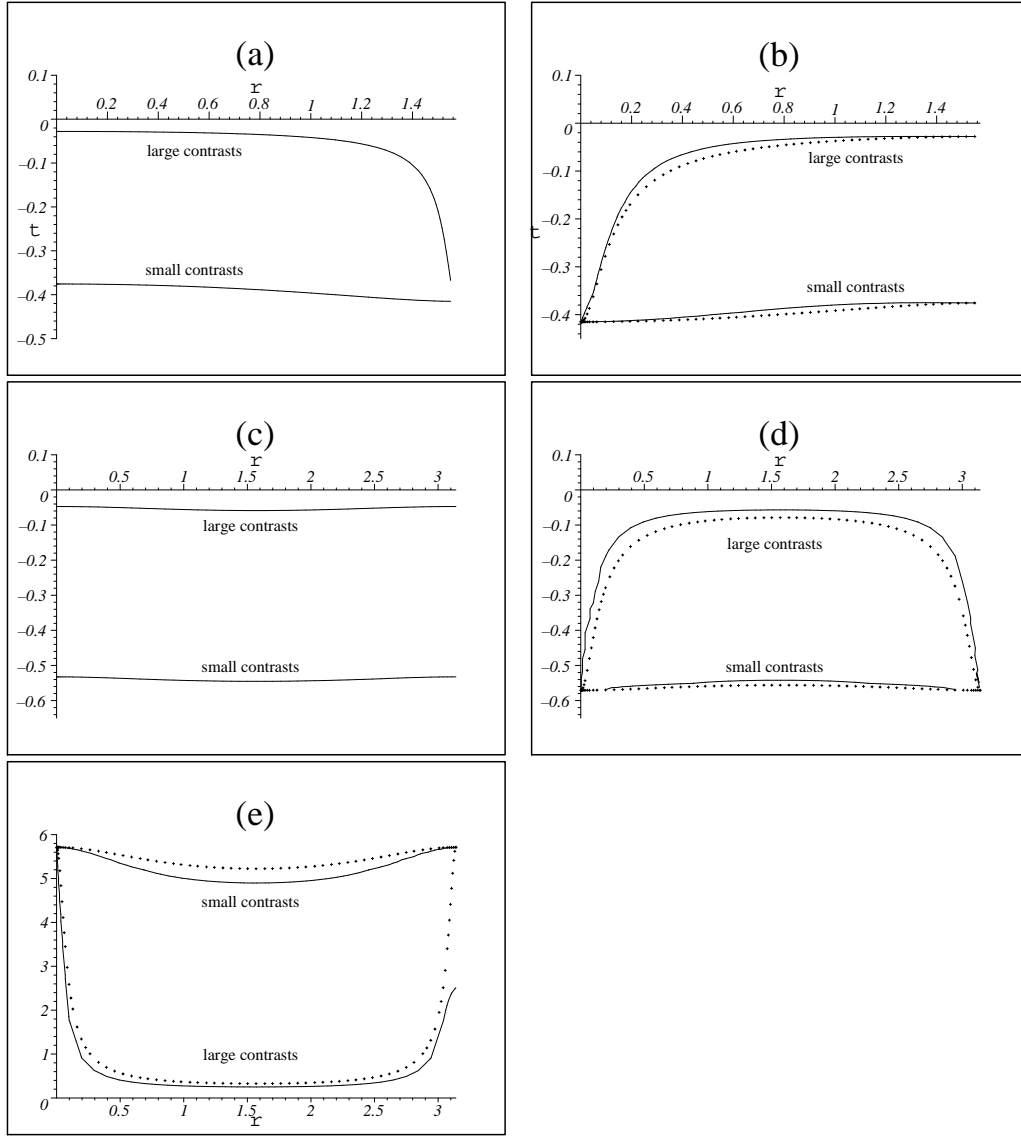 (a)
r
0.1
0.2 0.4 0.6 0.8 1 1.2 1.4
0
–0.1
large contrasts
–0.2
t
–0.3
small contrasts
–0.4
–0.5
(b)
r
0.1
0.2 0.4 0.6 0.8 1 1.2 1.4
0
large contrasts
–0.1
–0.2
t
–0.3
small contrasts
–0.4
(c)
r
0.1
0.5 1 1.5 2 2.5 3
0
large contrasts
–0.1
–0.2
–0.3
–0.4
–0.5
small contrasts
–0.6
(d)
r
0.1
0.5 1 1.5 2 2.5 3
0
–0.1
large contrasts
–0.2
–0.3
–0.4
–0.5
small contrasts
–0.6
(e)
6
5
small contrasts
4
3
2
1
large contrasts
0
0.5 1 1.5 2 2.5 3
r